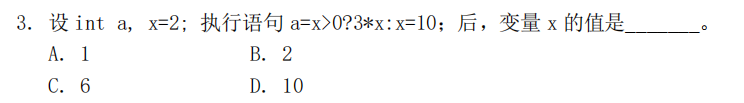 3. 设 int a, x=2; 执行语句 a=x>0?3*x:x=10; 后，变量 x 的值是_______。
A. 1 B. 2
C. 6 D. 10